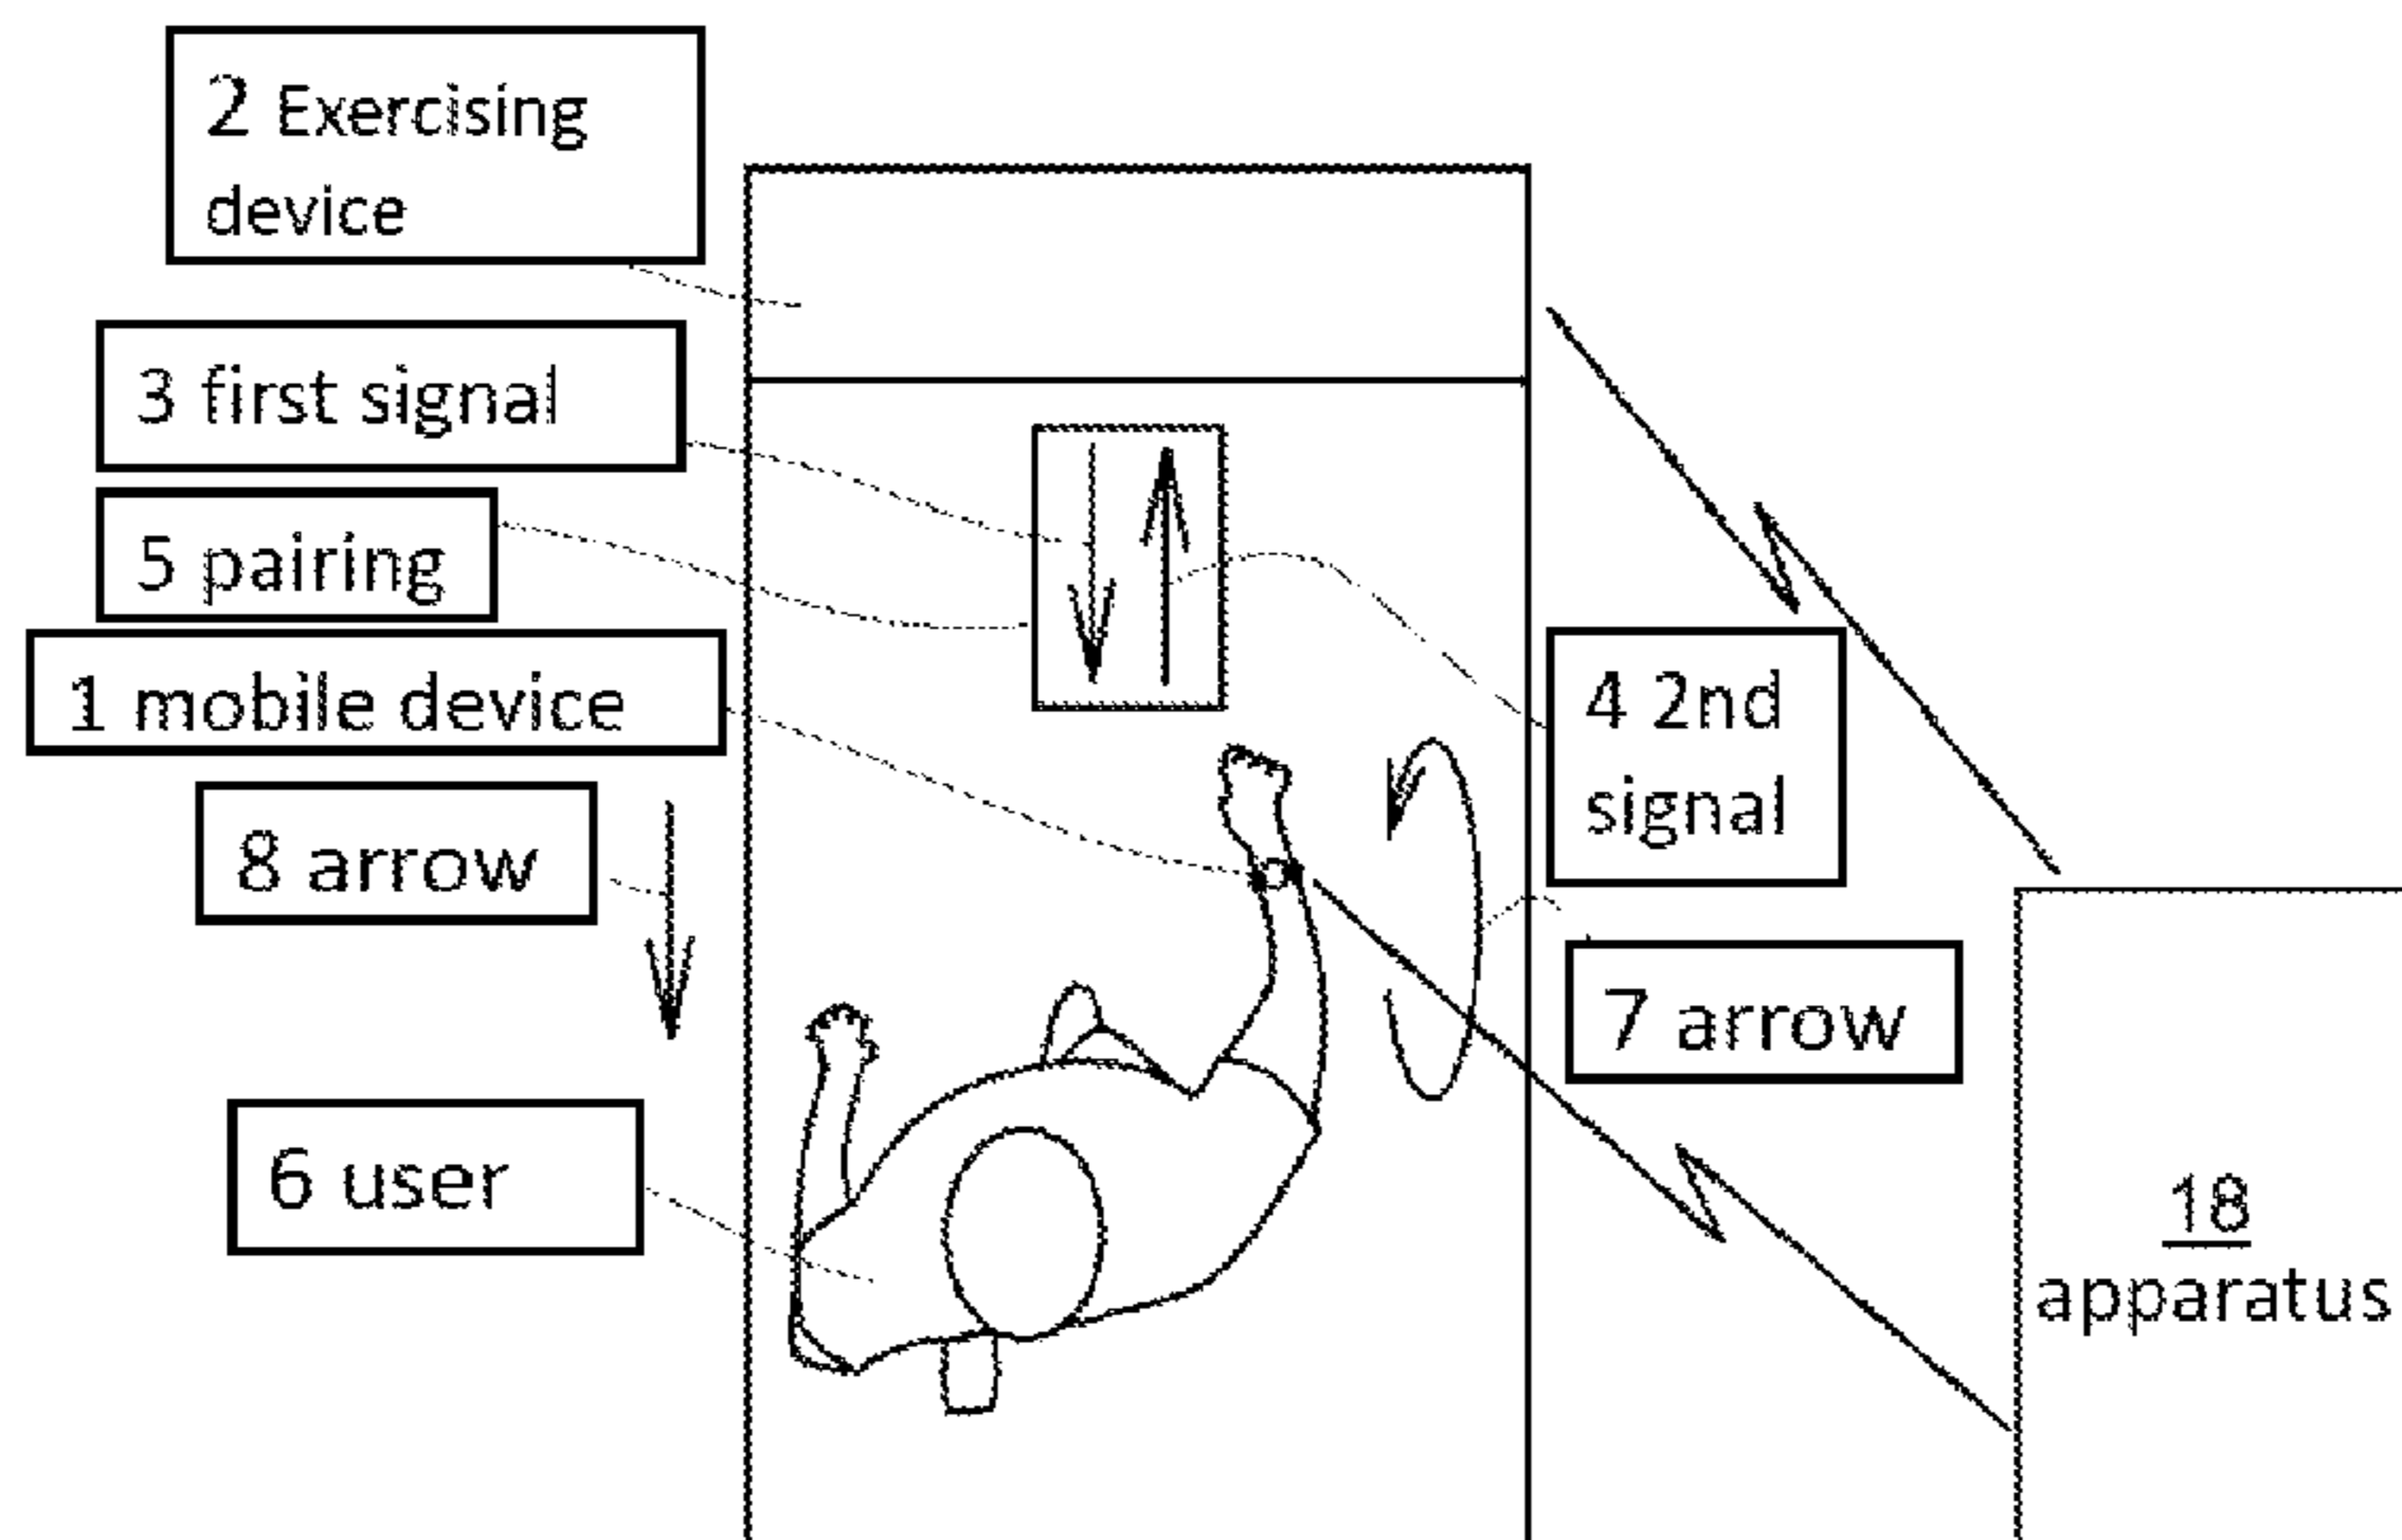 2 Exercising
device
3 first signal
5 pairing
1 mobile device
8 arrow
6 user
4 2nd
signal
7 arrow
18
apparatus